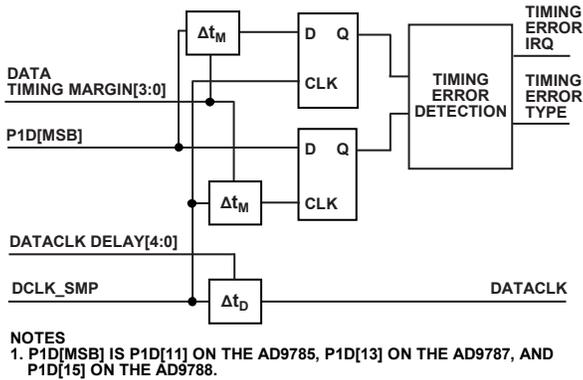 TIMING
ERROR
IRQ
ΔtM
D Q
CLK
DATA
TIMING MARGIN[3:0]
TIMING
ERROR
DETECTION
TIMING
ERROR
TYPE
P1D[MSB]
D Q
CLK
ΔtM
DATACLK DELAY[4:0]
DCLK_SMP
ΔtD
DATACLK
NOTES
1. P1D[MSB] IS P1D[11] ON THE AD9785, P1D[13] ON THE AD9787, AND
P1D[15] ON THE AD9788.